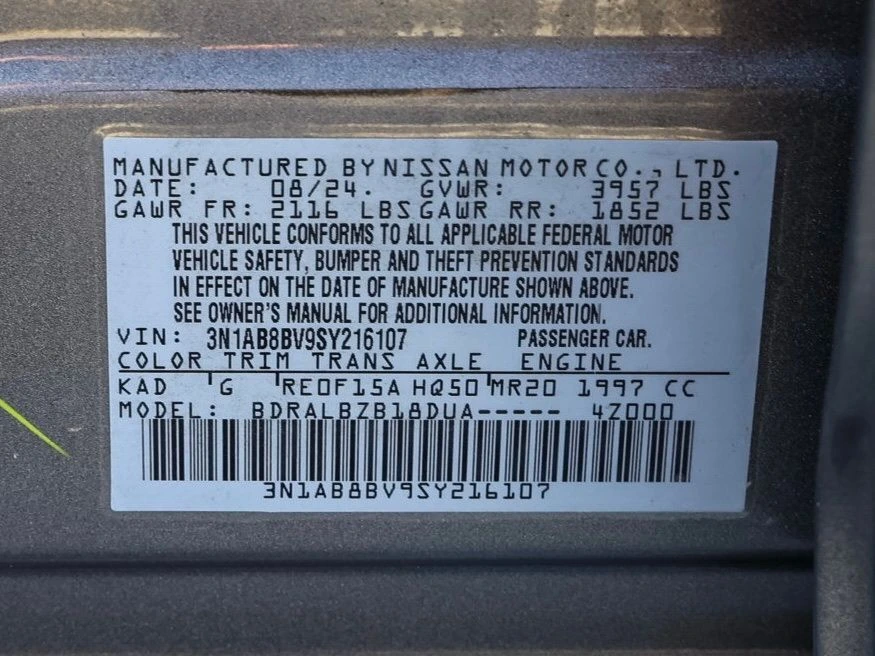 MANUFACTURED BY NISSAN MOTOR CO., LTD.
DATE: 08/24. GVWR: 3957 LBS
GAWR FR: 2116 LBS GAWR RR: 1852 LBS
THIS VEHICLE CONFORMS TO ALL APPLICABLE FEDERAL MOTOR
VEHICLE SAFETY, BUMPER AND THEFT PREVENTION STANDARDS
IN EFFECT ON THE DATE OF MANUFACTURE SHOWN ABOVE.
SEE OWNER'S MANUAL FOR ADDITIONAL INFORMATION.
VIN: 3N1AB8BV9SY216107 PASSENGER CAR.
COLOR TRIM TRANS AXLE ENGINE
KAD 'G 'RE0F15A HQ50'MR20 1997 CC
MODEL: BDRALBZB18DUA----- 4Z000
3N1AB8BV9SY216107